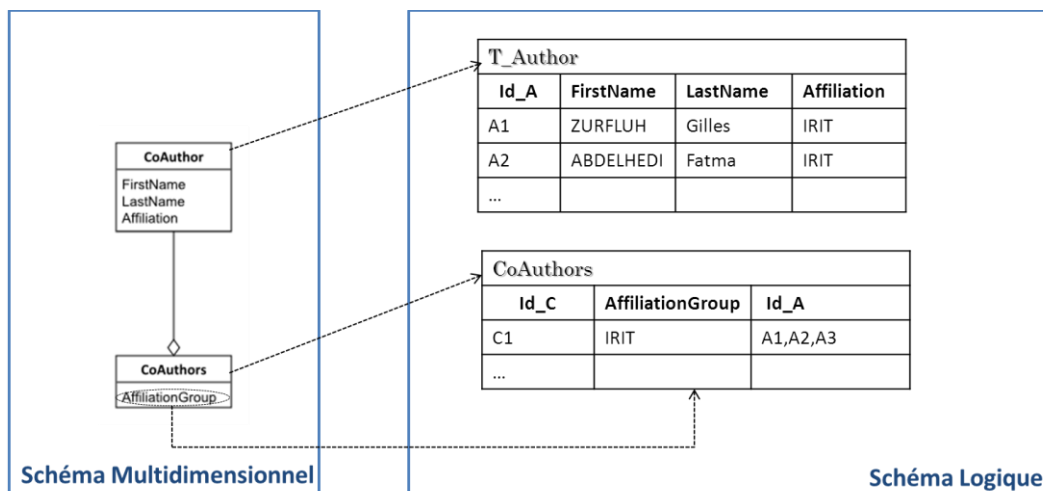 CoAuthor
FirstName
LastName
Affiliation
CoAuthors
AffiliationGroup
Schéma Multidimensionnel
T_Author
Id_A FirstName LastName Affiliation
A1 ZURFLUH Gilles IRIT
A2 ABDELHEDI Fatma IRIT
...
CoAuthors
Id_C AffiliationGroup Id_A
C1 IRIT A1,A2,A3
...
Schéma Logique